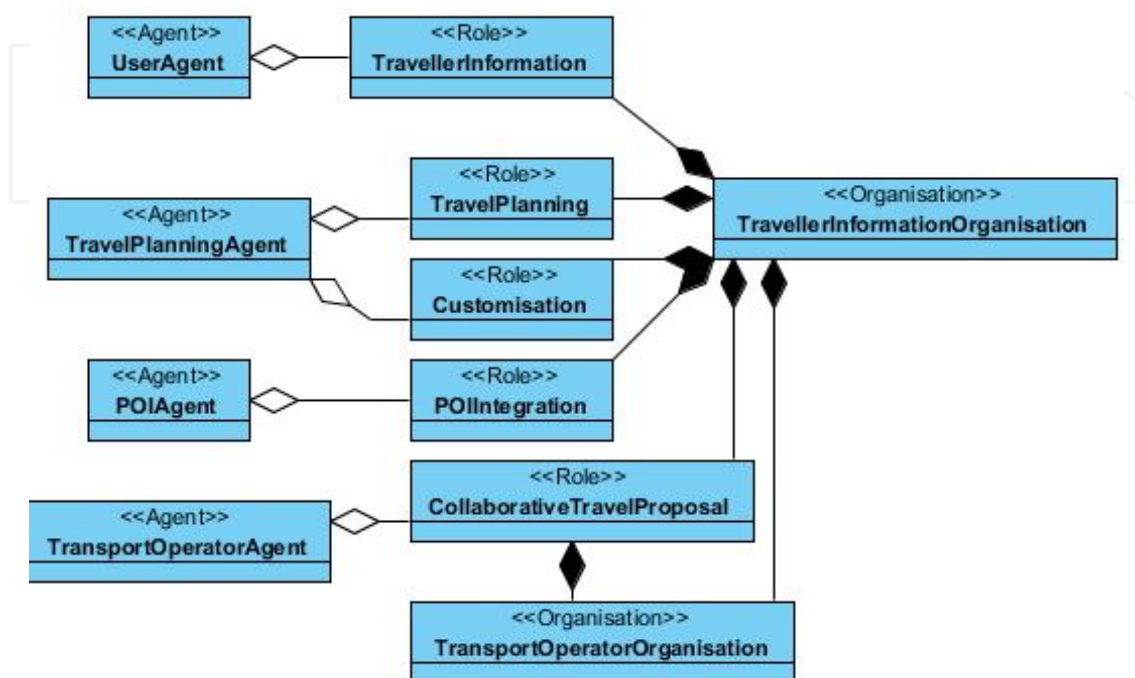 <<Agent>>
UserAgent
<<Role>>
TravellerInformation
<<Role>>
TravelPlanning
<<Organisation>>
TravellerInformationOrganisation
<<Agent>>
TravelPlanningAgent
<<Role>>
Customisation
<<Agent>>
POIAgent
<<Role>>
POIIntegration
<<Role>>
CollaborativeTravelProposal
<<Agent>>
TransportOperatorAgent
<<Organisation>>
TransportOperatorOrganisation